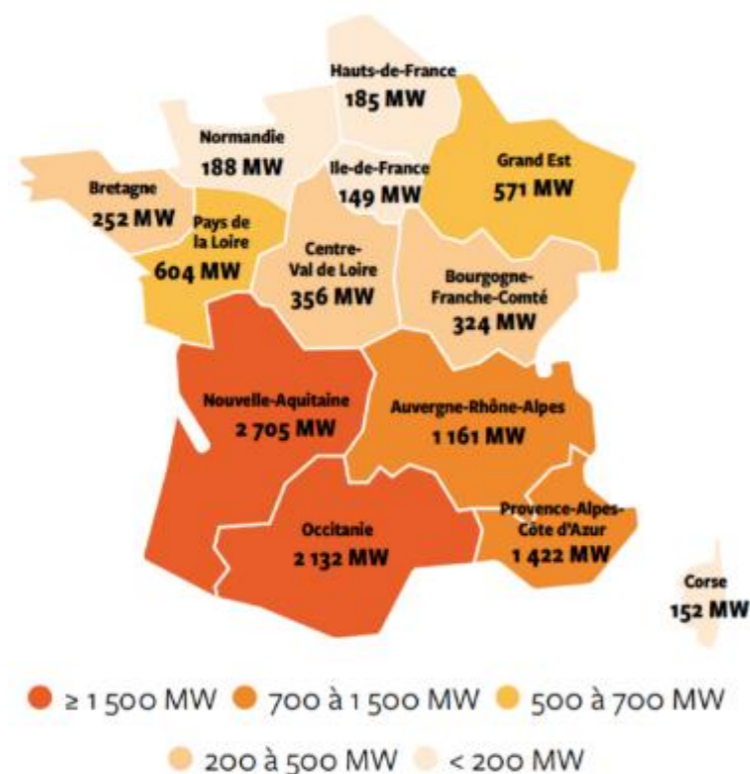 Hauts-de-France
185 MW
Normandie
188 MW
Ile-de-France
149 MW
Grand Est
571 MW
Bretagne
252 MW
Pays de
la Loire
604 MW
Centre-
Val de Loire
356 MW
Bourgogne-
Franche-Comté
324 MW
Nouvelle-Aquitaine
2 705 MW
Auvergne-Rhône-Alpes
1 161 MW
Occitanie
2 132 MW
Provence-Alpes-
Côte d'Azur
1 422 MW
Corse
152 MW
≥ 1 500 MW
700 à 1 500 MW
500 à 700 MW
200 à 500 MW
< 200 MW